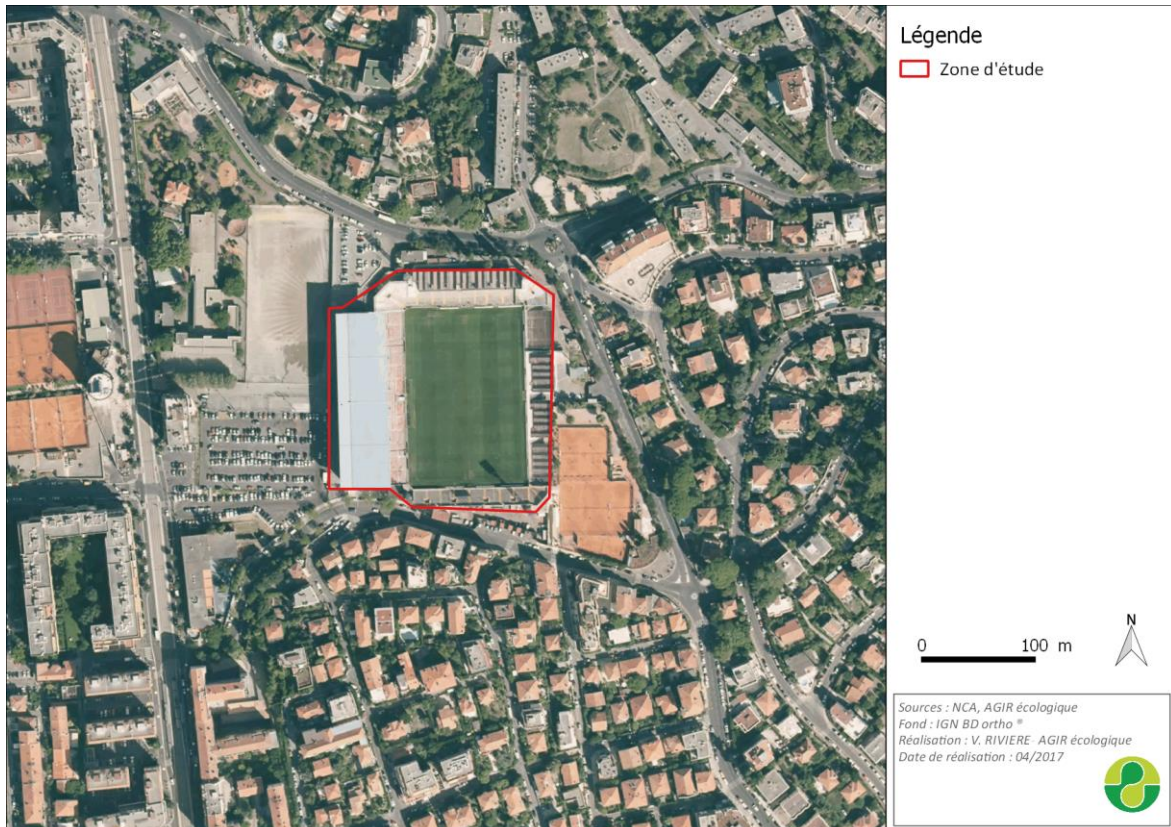 Légende
Zone d'étude
0 100 m
N
Sources : NCA, AGIR écologique
Fond : IGN BD ortho ®
Réalisation : V. RIVIERE- AGIR écologique
Date de réalisation : 04/2017